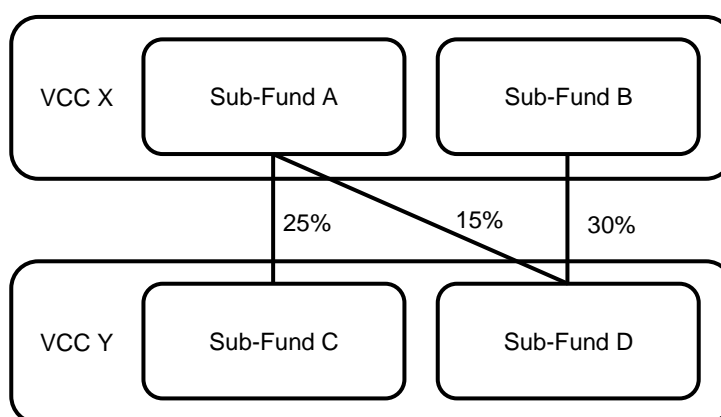 VCC X
Sub-Fund A
Sub-Fund B
25%
15%
30%
VCC Y
Sub-Fund C
Sub-Fund D